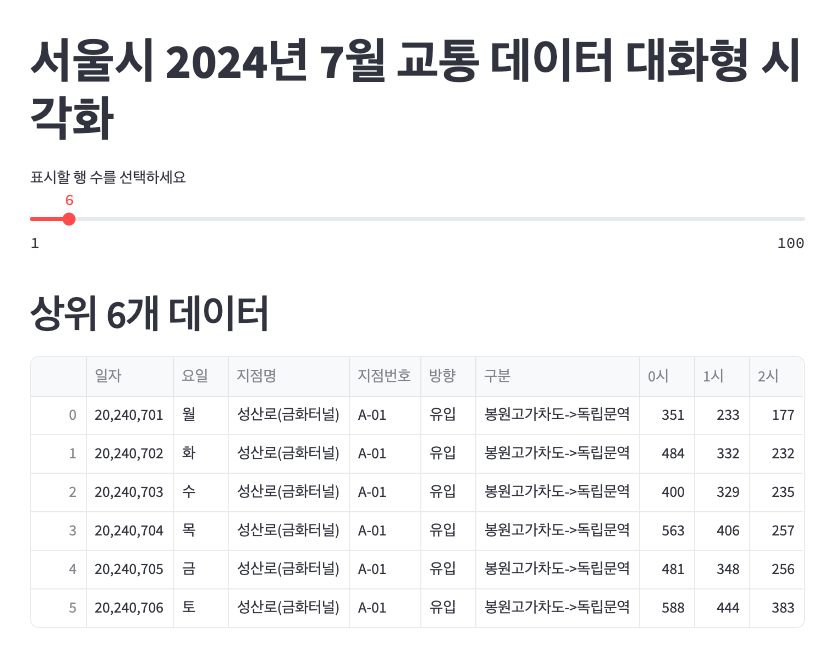 서울시 2024년 7월 교통 데이터 대화형 시
각화
표시할 행 수를 선택하세요
6
1 100
상위 6개 데이터
일자 요일 지점명 지점번호 방향 구분 0시 1시 2시
0 20,240,701 월 성산로(금화터널) A-01 유입 봉원고가차도->독립문역 351 233 177
1 20,240,702 화 성산로(금화터널) A-01 유입 봉원고가차도->독립문역 484 332 232
2 20,240,703 수 성산로(금화터널) A-01 유입 봉원고가차도->독립문역 400 329 235
3 20,240,704 목 성산로(금화터널) A-01 유입 봉원고가차도->독립문역 563 406 257
4 20,240,705 금 성산로(금화터널) A-01 유입 봉원고가차도->독립문역 481 348 256
5 20,240,706 토 성산로(금화터널) A-01 유입 봉원고가차도->독립문역 588 444 383